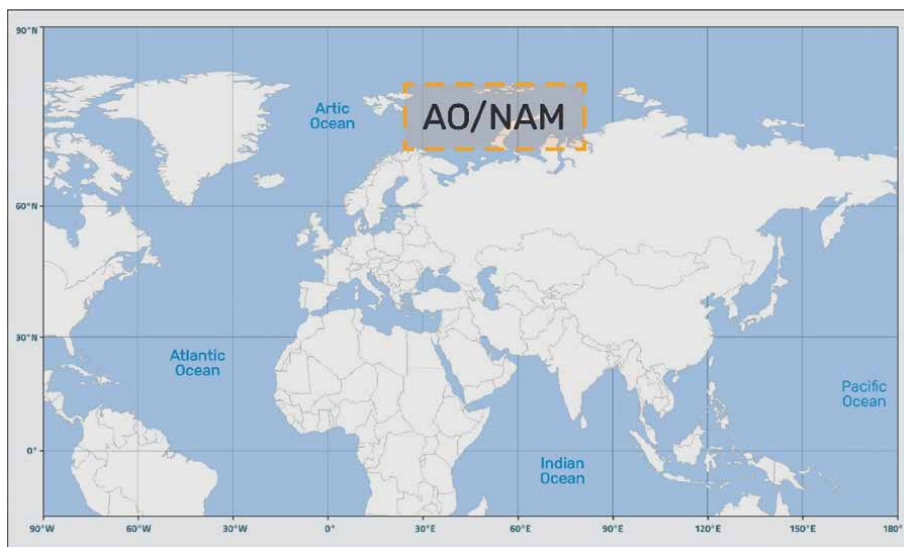 90°N
Artic
Ocean
AO/NAM
60°N
30°N
Atlantic
Ocean
Pacific
Ocean
0°
Indian
Ocean
90°W
60°W
30°W
0°
30°E
60°E
90°E
120°E
150°E
180°